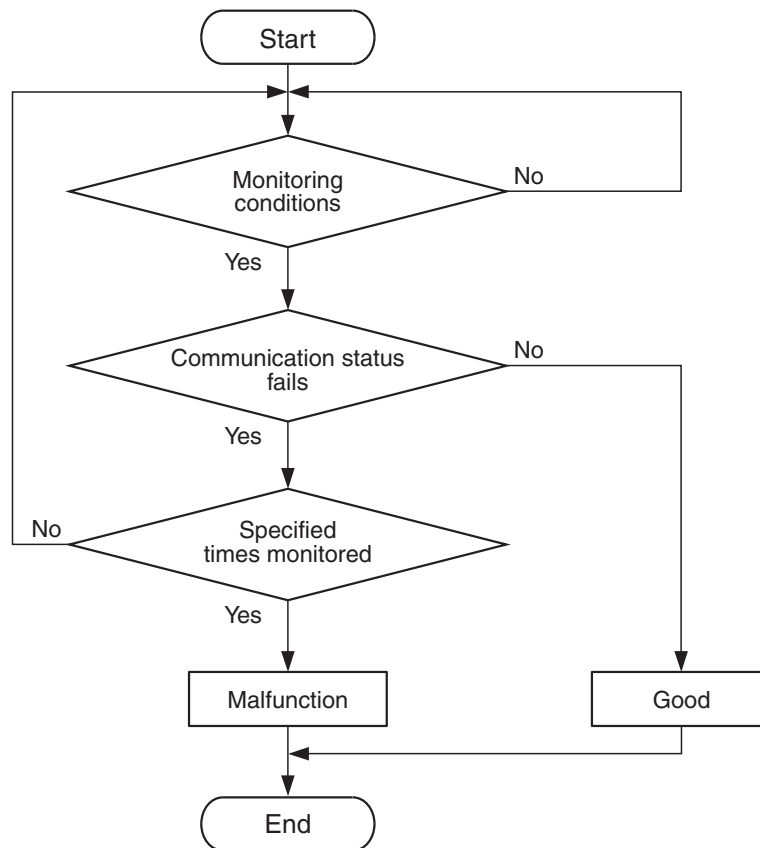 Start
Monitoring
conditions
No
Yes
Communication status
fails
No
Yes
Specified
times monitored
No
Yes
Malfunction
Good
End